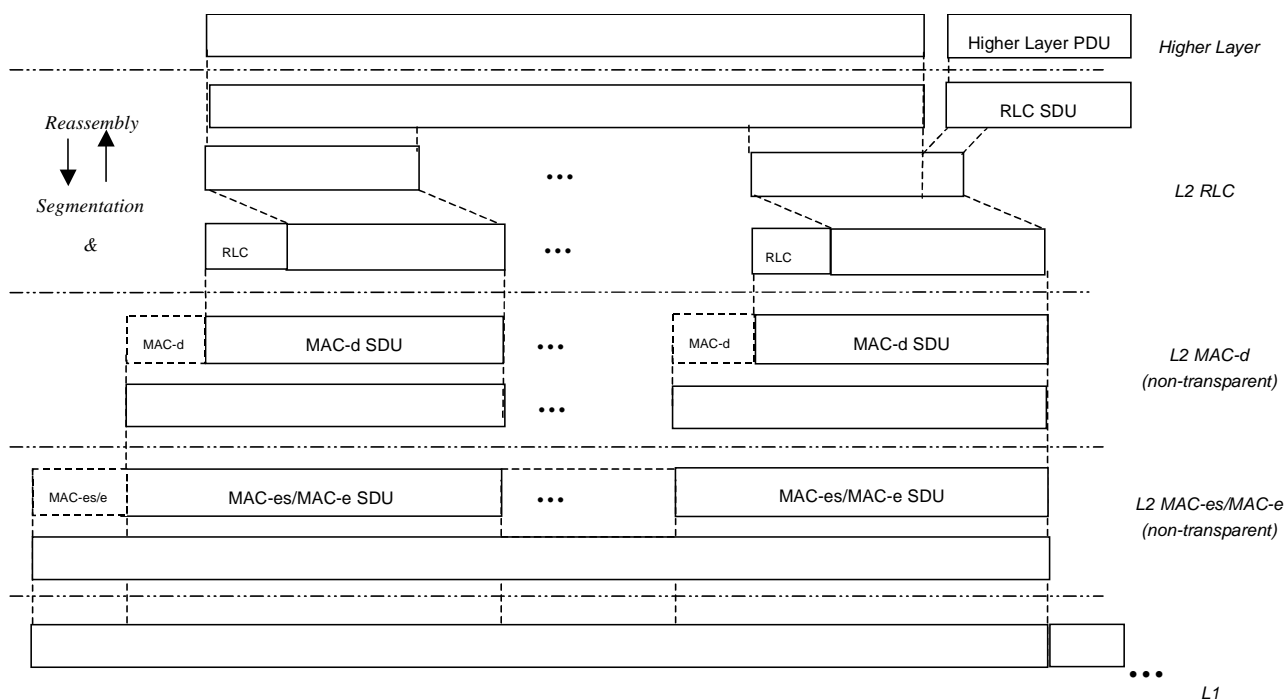 Higher Layer PDU
Higher Layer
RLC SDU
Reassembly
Segmentation
&
•••
L2 RLC
RLC
•••
RLC
MAC-d
MAC-d SDU
•••
MAC-d
MAC-d SDU
L2 MAC-d
(non-transparent)
•••
MAC-es/e
MAC-es/MAC-e SDU
•••
MAC-es/MAC-e SDU
L2 MAC-es/MAC-e
(non-transparent)
•••
L1